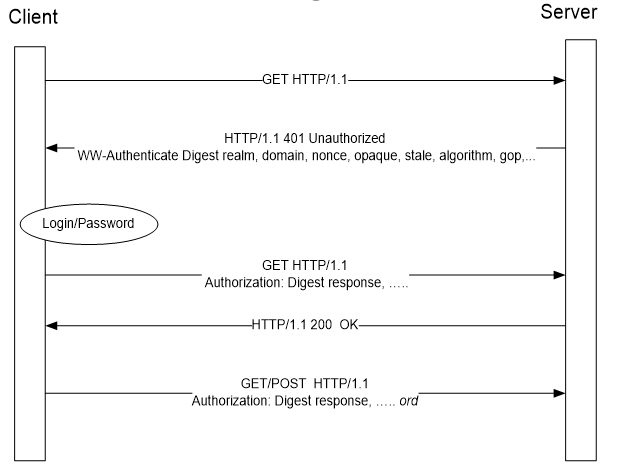 Client
Server
GET HTTP/1.1
HTTP/1.1 401 Unauthorized
WW-Authenticate Digest realm, domain, nonce, opaque, stale, algorithm, gop,...
Login/Password
GET HTTP/1.1
Authorization: Digest response, .....
HTTP/1.1 200 OK
GET/POST HTTP/1.1
Authorization: Digest response, ..... ord